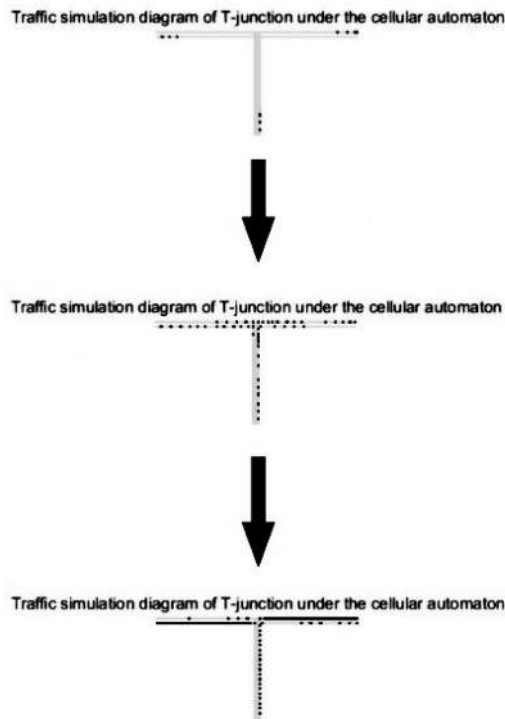 Traffic simulation diagram of T-junction under the cellular automaton
Traffic simulation diagram of T-junction under the cellular automaton
Traffic simulation diagram of T-junction under the cellular automaton